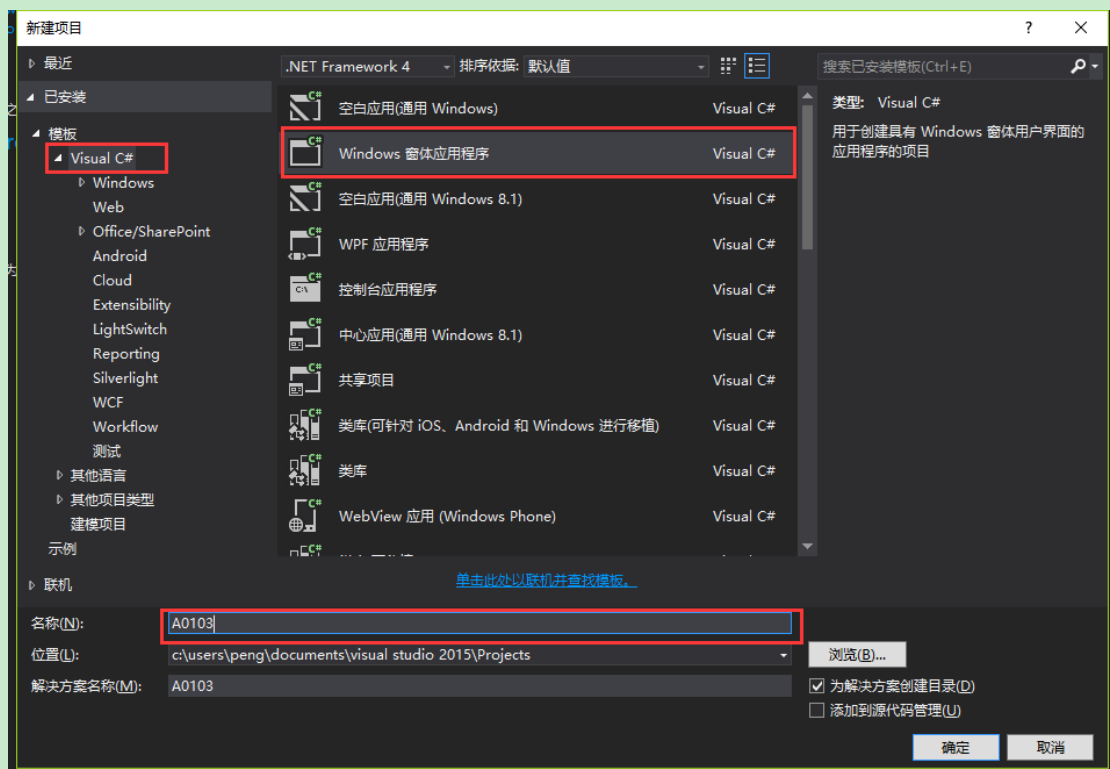 新建项目
?
最近
.NET Framework 4
排序依据:
默认值
搜索已安装模板(Ctrl+E)
已安装
模板
Visual C#
Windows
Web
Office/SharePoint
Android
Cloud
Extensibility
LightSwitch
Reporting
Silverlight
WCF
Workflow
测试
其他语言
其他项目类型
建模项目
示例
联机
空白应用(通用 Windows) Visual C#
Windows 窗体应用程序 Visual C#
空白应用(通用 Windows 8.1) Visual C#
WPF 应用程序 Visual C#
控制台应用程序 Visual C#
中心应用(通用 Windows 8.1) Visual C#
共享项目 Visual C#
类库(可针对 iOS、Android 和 Windows 进行移植) Visual C#
类库 Visual C#
WebView 应用 (Windows Phone) Visual C#
单击此处以联机并查找模板。
类型: Visual C#
用于创建具有 Windows 窗体用户界面的
应用程序的项目
名称(N): A0103
位置(L): c:\users\peng\documents\visual studio 2015\Projects
浏览(B)...
解决方案名称(M): A0103
为解决方案创建目录(D)
添加到源代码管理(U)
确定
取消